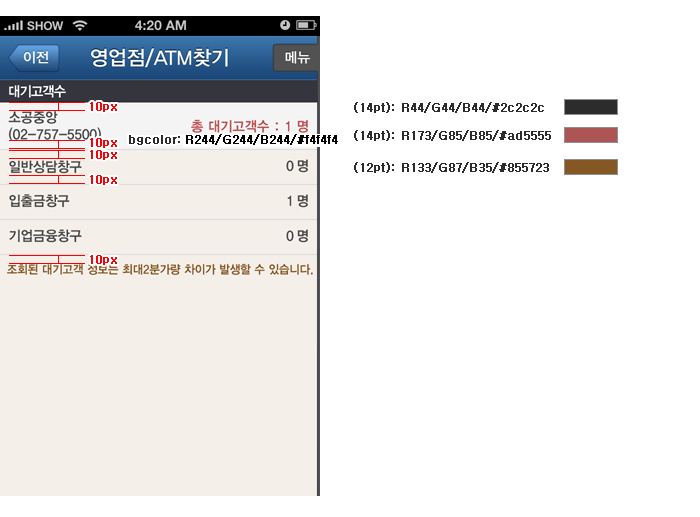 SHOW 4:20 AM
이전 영업점/ATM찾기 메뉴
대기고객수
10px
소공중앙
(02-757-5500) 총 대기고객수 : 1 명
10px bgcolor: R244/G244/B244/#f4f4f4
10px
일반상담창구 0 명
10px
입출금창구 1 명
기업금융창구 0 명
10px
조회된 대기고객 정보는 최대2분가량 차이가 발생할 수 있습니다.
(14pt): R44/G44/B44/#2c2c2c
(14pt): R173/G85/B85/#ad5555
(12pt): R133/G87/B35/#855723